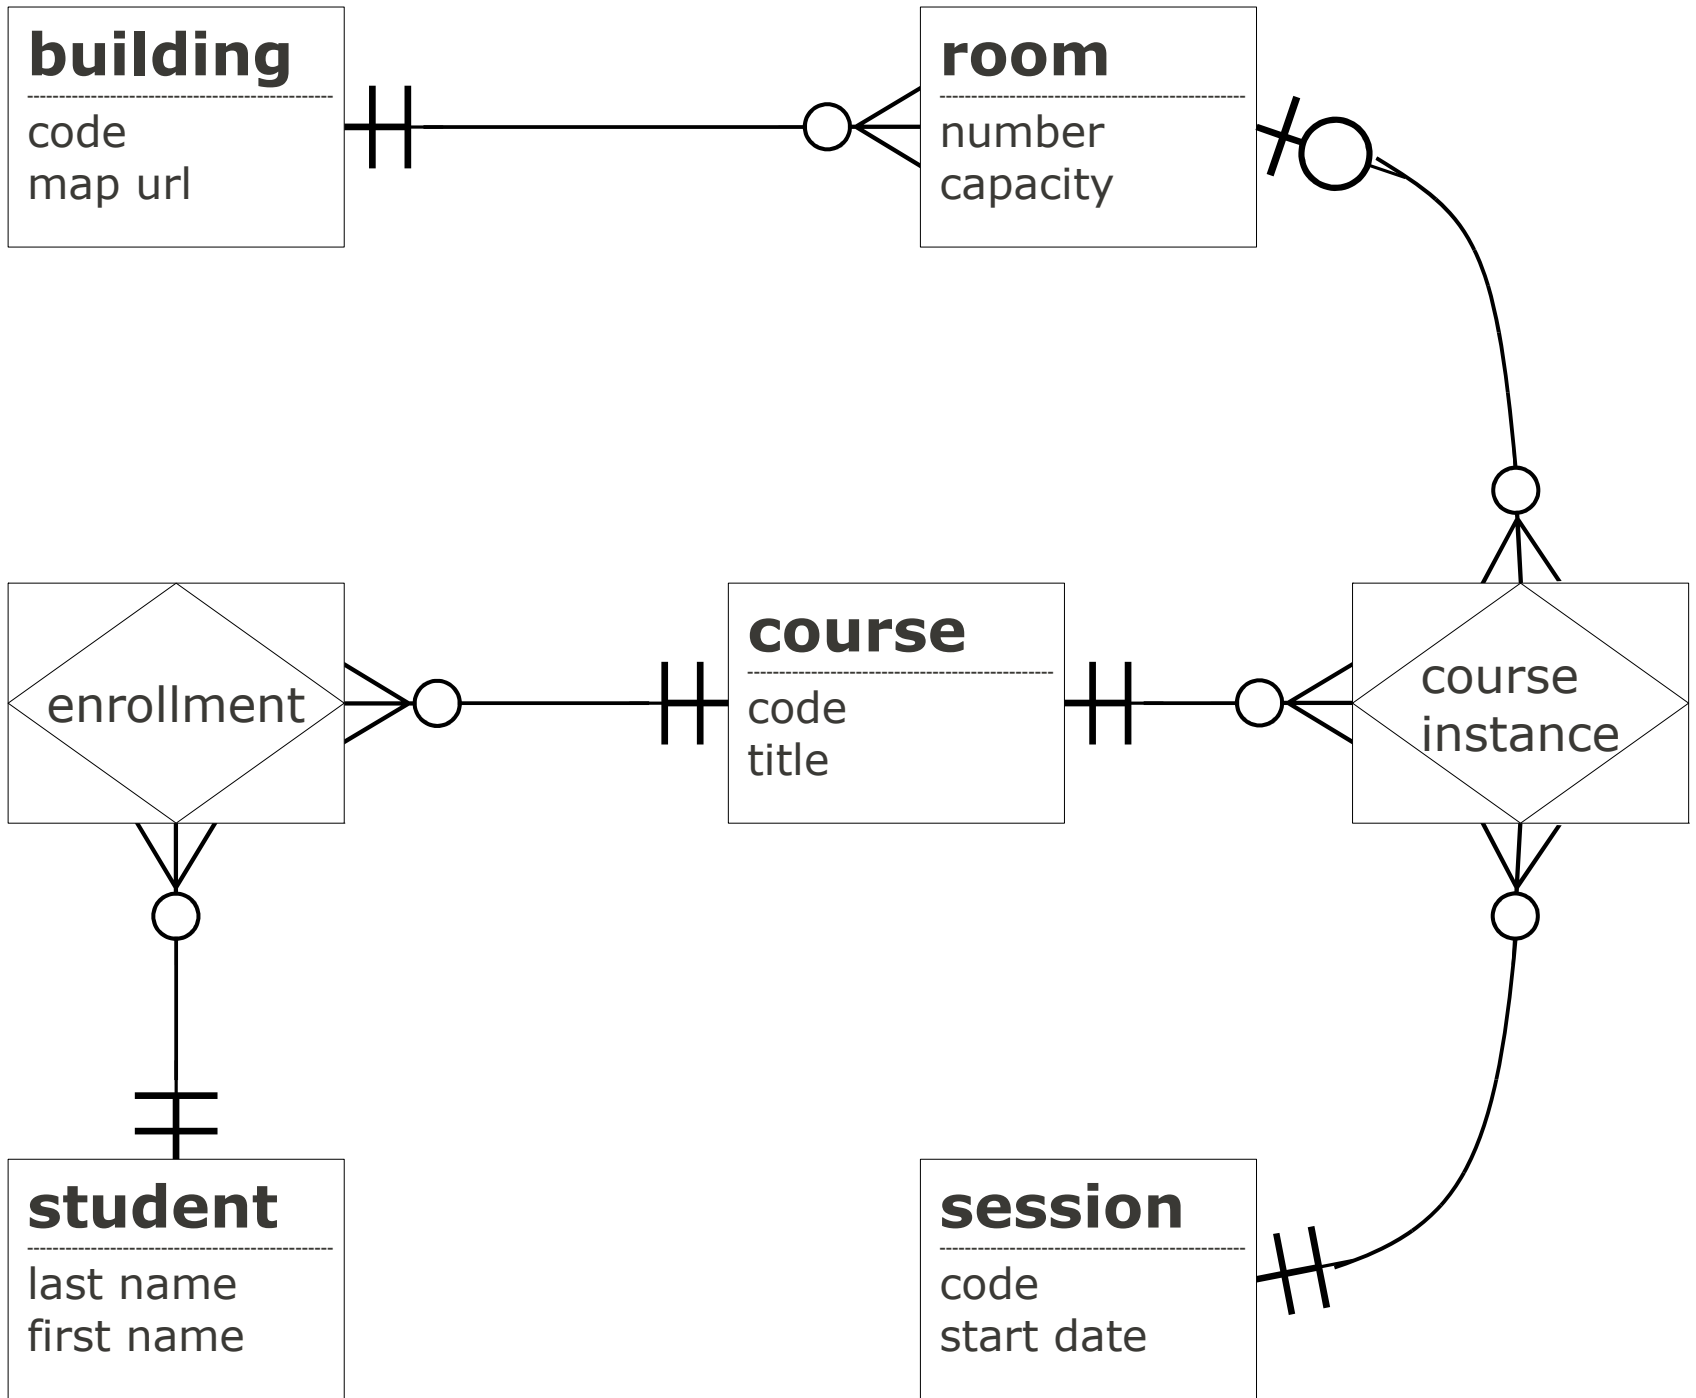 building
code
map url
room
number
capacity
enrollment
course
code
title
course
instance
student
last name
first name
session
code
start date